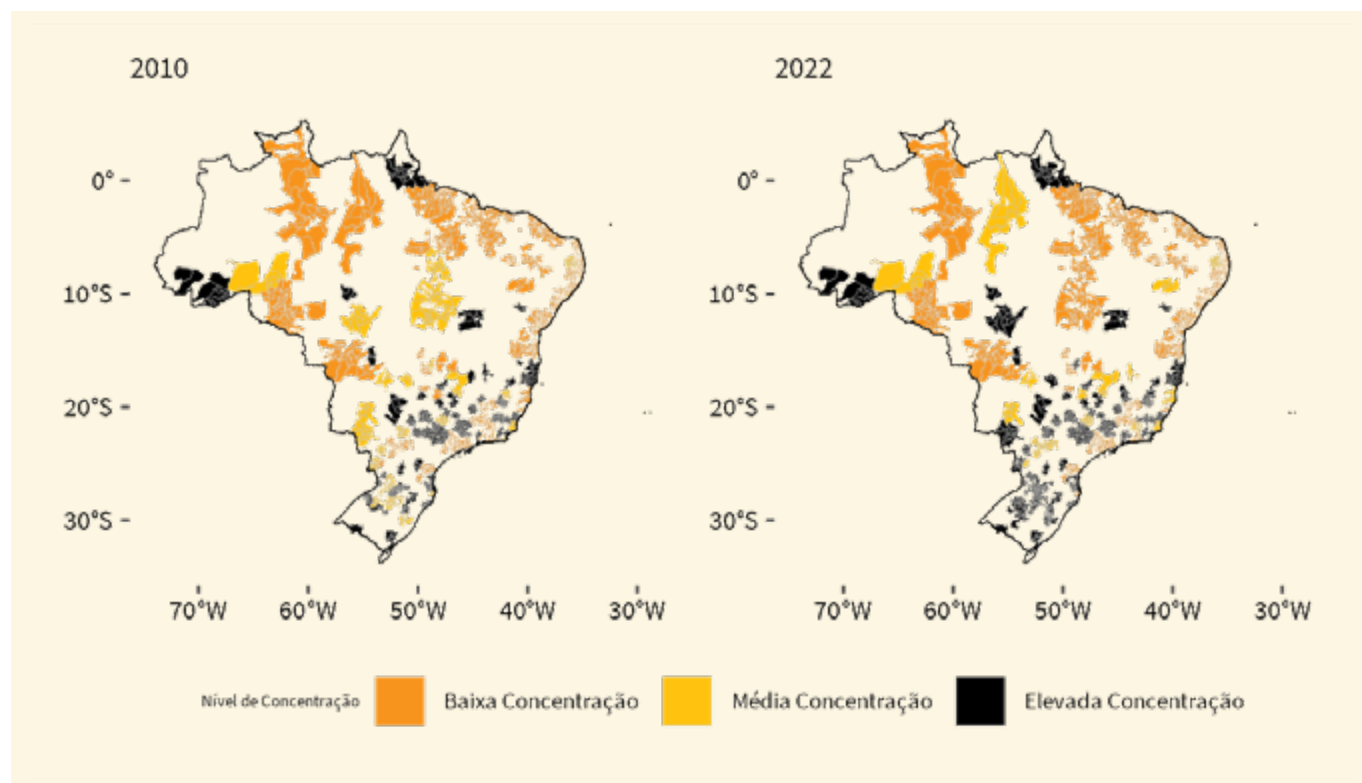 2010
2022
0°
10°S
20°S
30°S
70°W 60°W 50°W 40°W 30°W
0°
10°S
20°S
30°S
70°W 60°W 50°W 40°W 30°W
Nível de Concentração Baixa Concentração Média Concentração Elevada Concentração